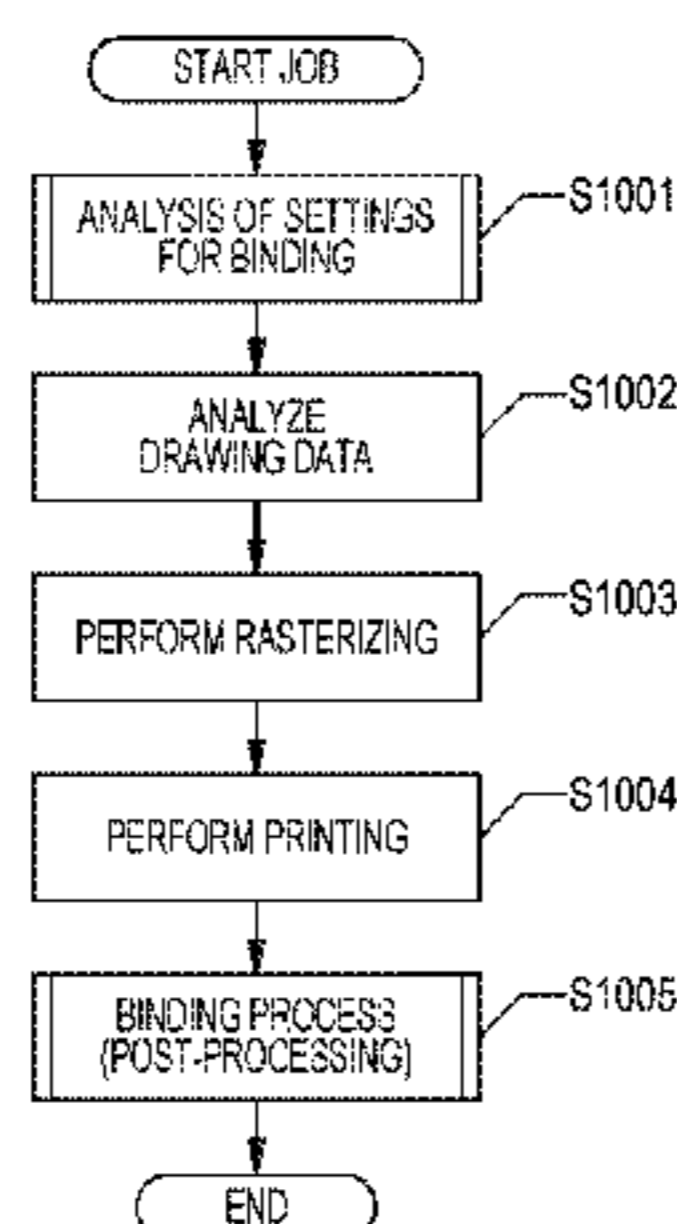 START JOB
ANALYSIS OF SETTINGS
FOR BINDING
S1001
ANALYZE
DRAWING DATA
S1002
PERFORM RASTERIZING
S1003
PERFORM PRINTING
S1004
BINDING PROCESS
(POST-PROCESSING)
S1005
END